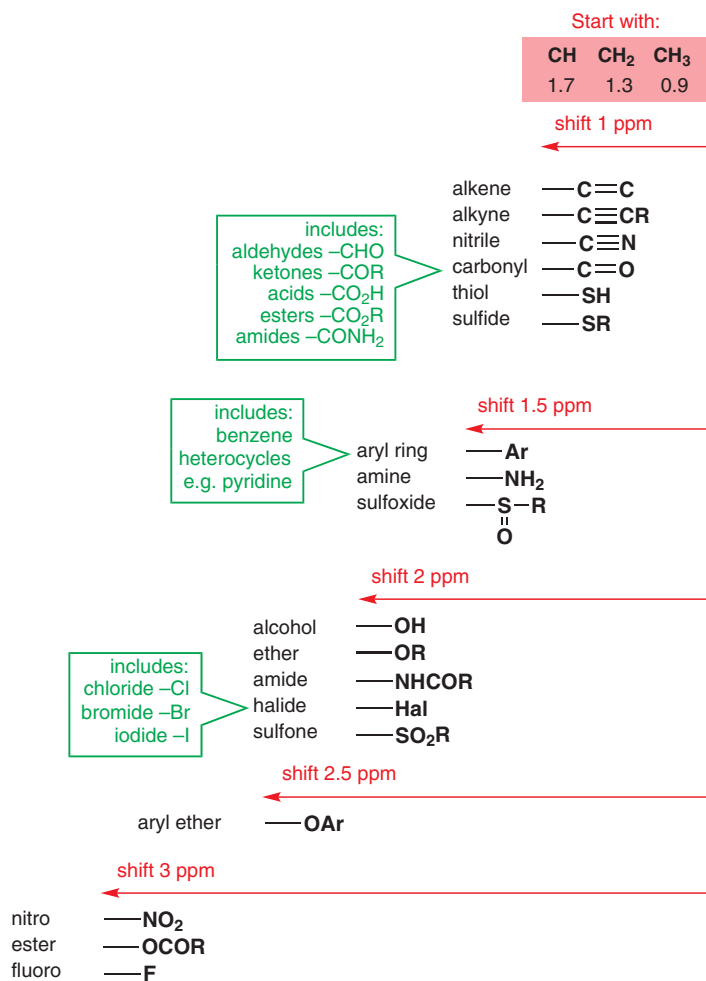 Start with:
CH CH₂ CH₃
1.7 1.3 0.9
shift 1 ppm
alkene C=C
alkyne C≡CR
nitrile C≡N
carbonyl C=O
thiol SH
sulfide SR
includes:
aldehydes –CHO
ketones –COR
acids –CO₂H
esters –CO₂R
amides –CONH₂
shift 1.5 ppm
includes:
benzene
heterocycles
e.g. pyridine
aryl ring Ar
amine NH₂
sulfoxide S–R
O
shift 2 ppm
alcohol OH
ether OR
amide NHCOR
halide Hal
sulfone SO₂R
includes:
chloride –Cl
bromide –Br
iodide –I
shift 2.5 ppm
aryl ether OAr
shift 3 ppm
nitro NO₂
ester OCOR
fluoro F